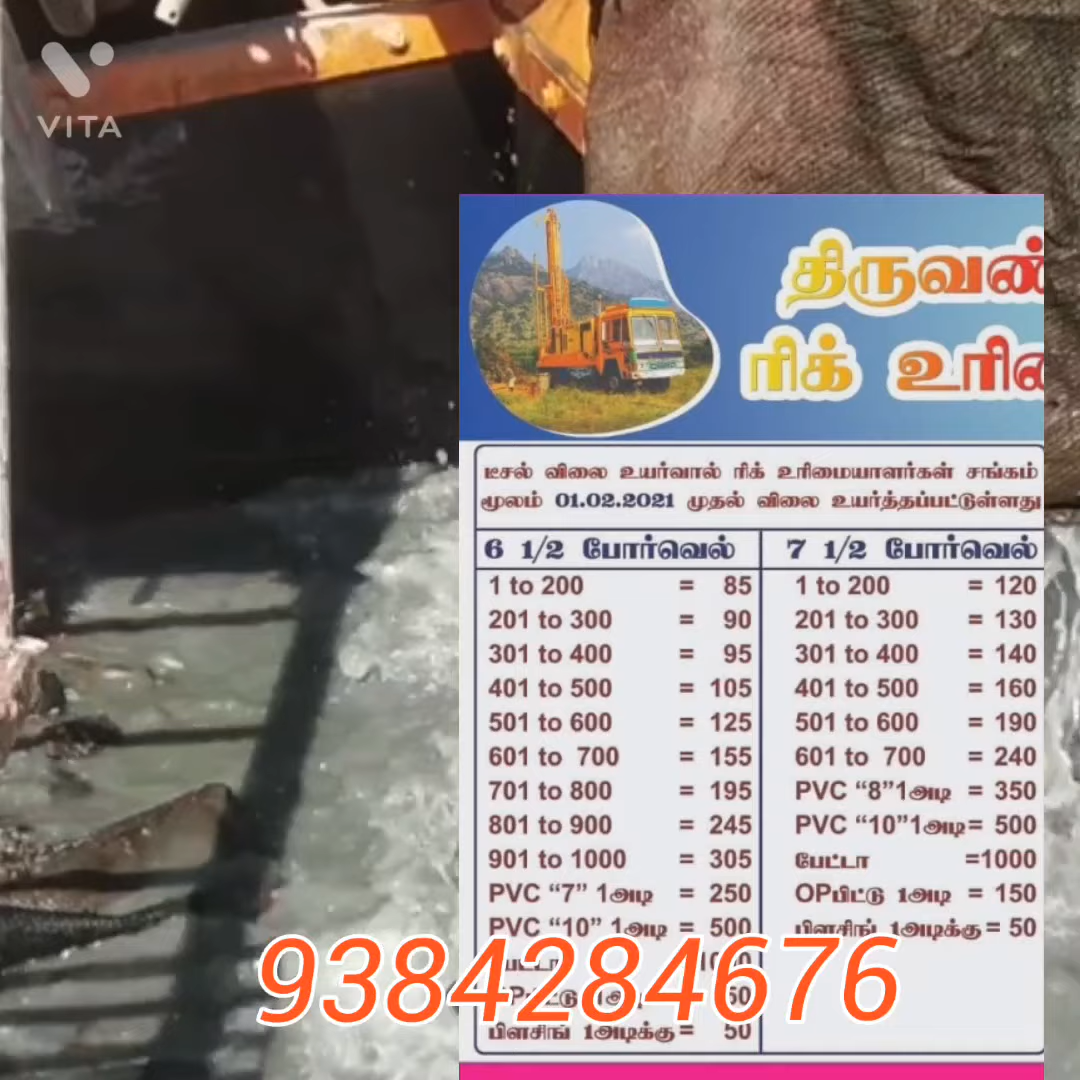 VITA
திருவண்
ரிக் உரி
டீசல் விலை உயர்வால் ரிக் உரிமையாளர்கள் சங்கம்
மூலம் 01.02.2021 முதல் விலை உயர்த்தப்பட்டுள்ளது
6 1/2 போர்வெல்
1 to 200 = 85
201 to 300 = 90
301 to 400 = 95
401 to 500 = 105
501 to 600 = 125
601 to 700 = 155
701 to 800 = 195
801 to 900 = 245
901 to 1000 = 305
PVC “7” 1அடி = 250
PVC “10” 1அடி = 500
பிளசிங் 1அடிக்கு = 50
7 1/2 போர்வெல்
1 to 200 = 120
201 to 300 = 130
301 to 400 = 140
401 to 500 = 160
501 to 600 = 190
601 to 700 = 240
PVC “8”1அடி = 350
PVC “10”1அடி= 500
பேட்டா =1000
OPபிட்டு 1அடி = 150
பிளசிங் 1அடிக்கு = 50
9384284676